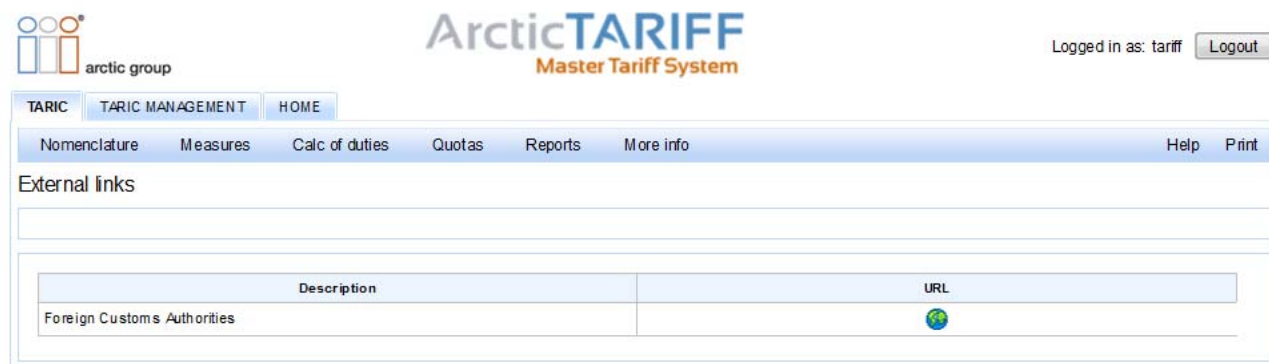 arctic group
ArcticTARIFF
Master Tariff System
Logged in as: tariff Logout
TARIC TARIC MANAGEMENT HOME
Nomenclature Measures Calc of duties Quotas Reports More info Help Print
External links
Description URL
Foreign Customs Authorities